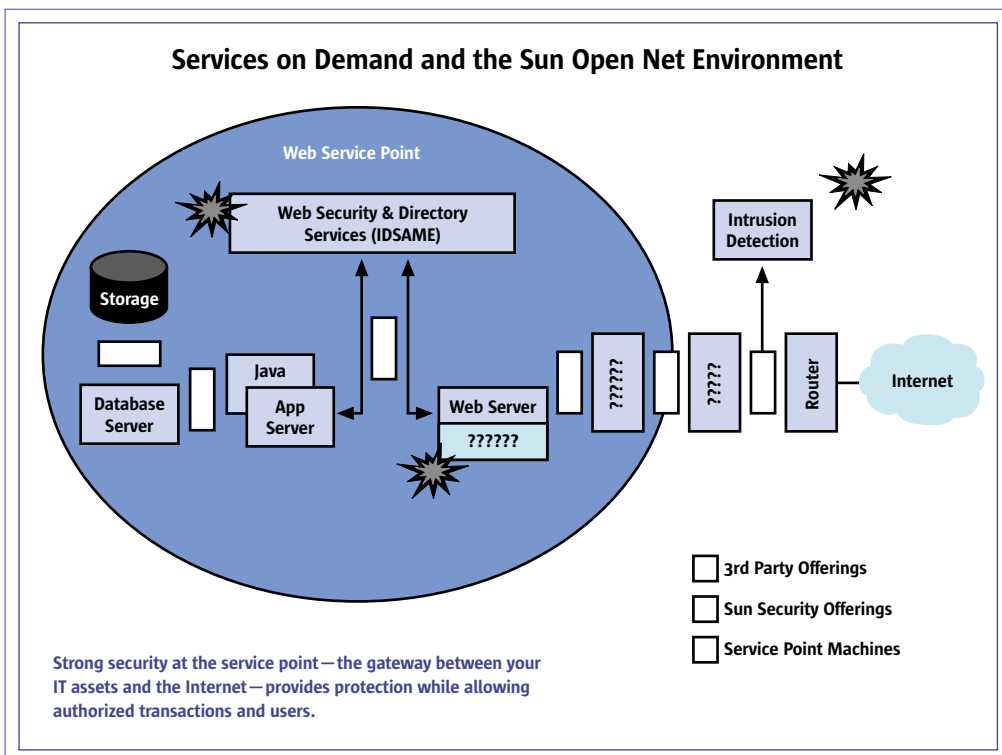 Services on Demand and the Sun Open Net Environment
Web Service Point
Web Security & Directory
Services (IDSAME)
Intrusion
Detection
Storage
Java
App
Server
Database
Server
Web Server
??????
??????
?????
Router
Internet
3rd Party Offerings
Sun Security Offerings
Service Point Machines
Strong security at the service point—the gateway between your
IT assets and the Internet—provides protection while allowing
authorized transactions and users.